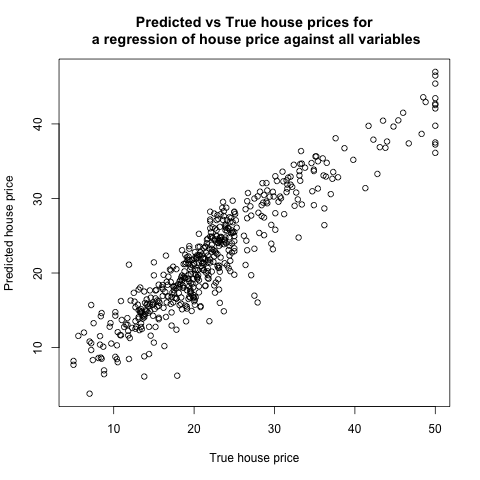 Predicted vs True house prices for
a regression of house price against all variables
Predicted house price
40
30
20
10
10 20 30 40 50
True house price